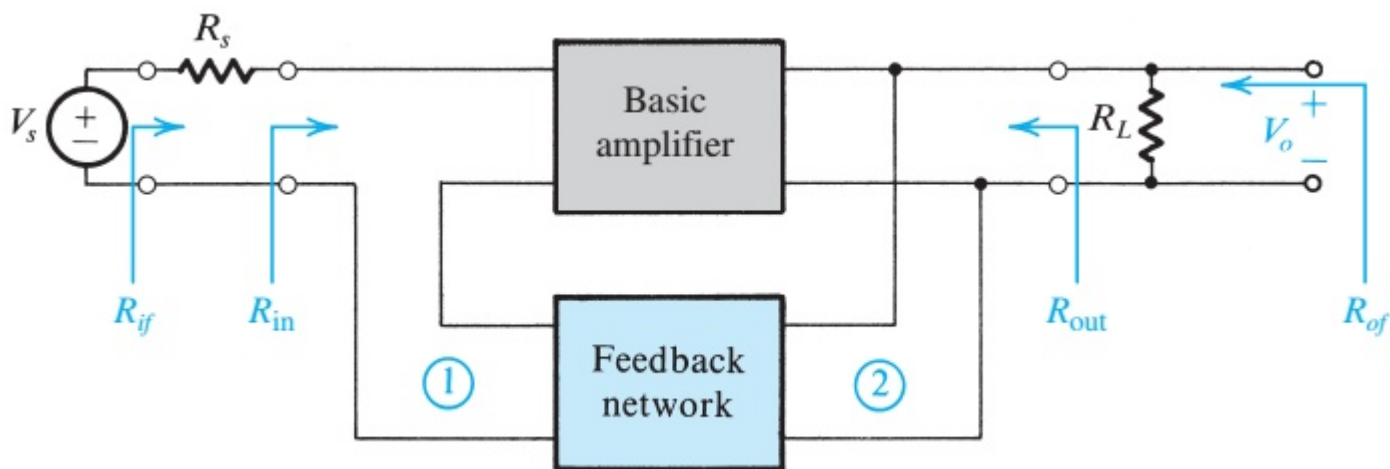 R_s
Basic
amplifier
V_s
+
−
R_L
+
V_o
−
R_if
R_in
R_out
R_of
1
Feedback
network
2